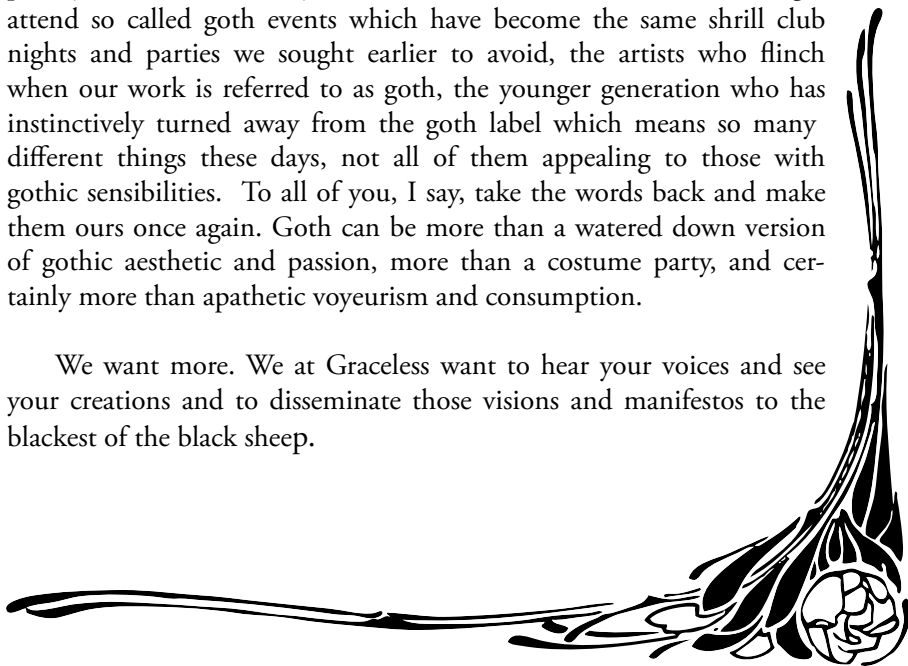 attend so called goth events which have become the same shrill club
nights and parties we sought earlier to avoid, the artists who flinch
when our work is referred to as goth, the younger generation who has
instinctively turned away from the goth label which means so many
different things these days, not all of them appealing to those with
gothic sensibilities.  To all of you, I say, take the words back and make
them ours once again. Goth can be more than a watered down version
of gothic aesthetic and passion, more than a costume party, and cer-
tainly more than apathetic voyeurism and consumption.
We want more. We at Graceless want to hear your voices and see
your creations and to disseminate those visions and manifestos to the
blackest of the black sheep.